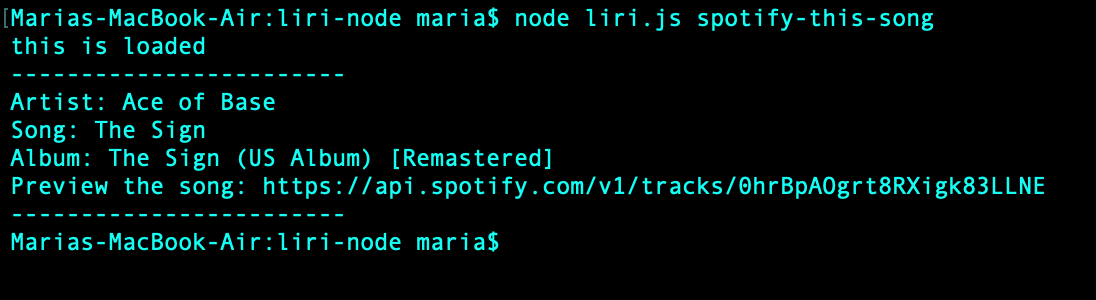 [Marias-MacBook-Air:liri-node maria$ node liri.js spotify-this-song
this is loaded
------------------------
Artist: Ace of Base
Song: The Sign
Album: The Sign (US Album) [Remastered]
Preview the song: https://api.spotify.com/v1/tracks/0hrBpAOgrt8RXigk83LLNE
------------------------
Marias-MacBook-Air:liri-node maria$